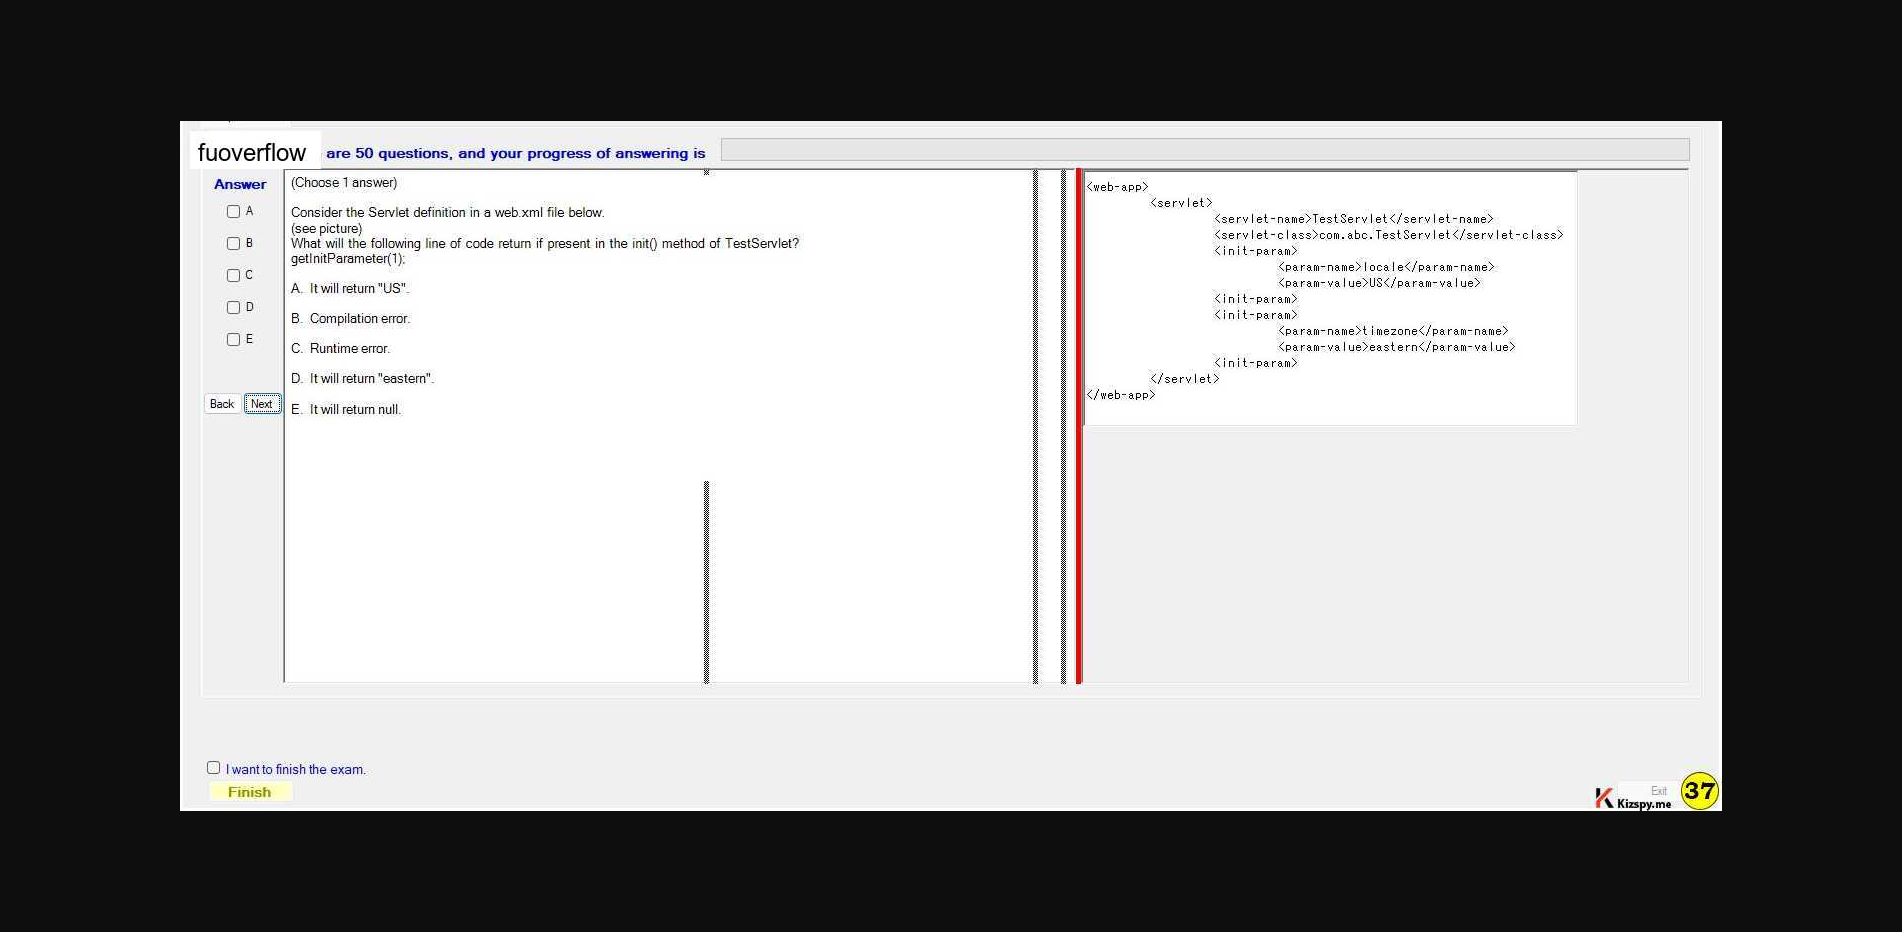 fuoverflow are 50 questions, and your progress of answering is
Answer
A
B
C
D
E
Back Next
(Choose 1 answer)
Consider the Servlet definition in a web.xml file below.
(see picture)
What will the following line of code return if present in the init() method of TestServlet?
getInitParameter(1);
A. It will return "US".
B. Compilation error.
C. Runtime error.
D. It will return "eastern".
E. It will return null.
<web-app>
<servlet>
<servlet-name>TestServlet</servlet-name>
<servlet-class>com.abc.TestServlet</servlet-class>
<init-param>
<param-name>locale</param-name>
<param-value>US</param-value>
<init-param>
<init-param>
<param-name>timezone</param-name>
<param-value>eastern</param-value>
<init-param>
</servlet>
</web-app>
I want to finish the exam.
Finish
Exit
Kizspy.me
37